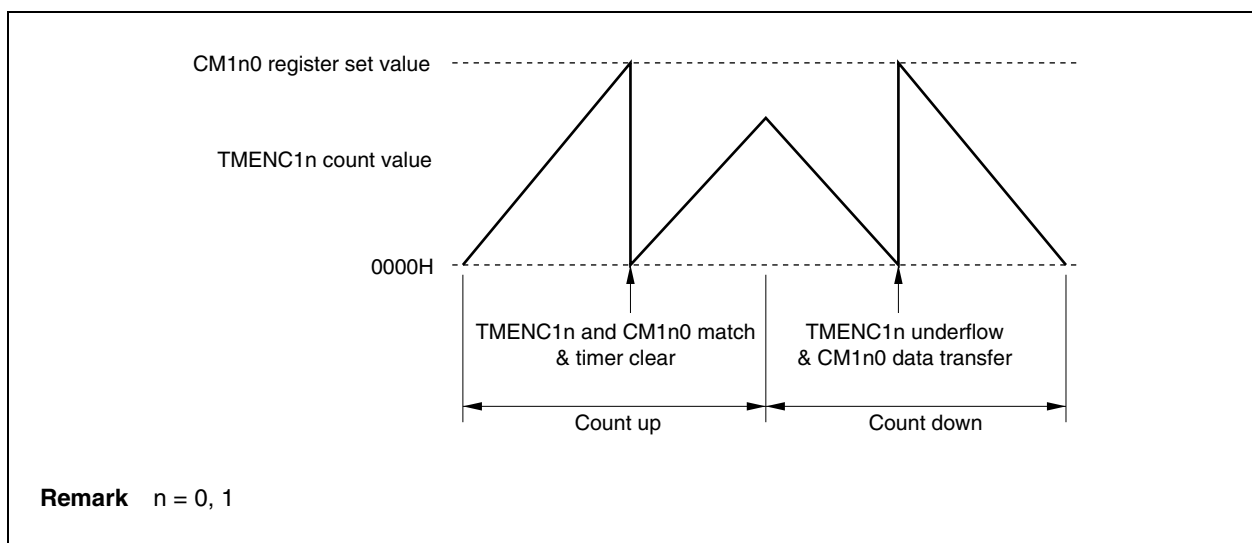 CM1n0 register set value
TMENC1n count value
0000H
TMENC1n and CM1n0 match
& timer clear
TMENC1n underflow
& CM1n0 data transfer
Count up
Count down
Remark n = 0, 1